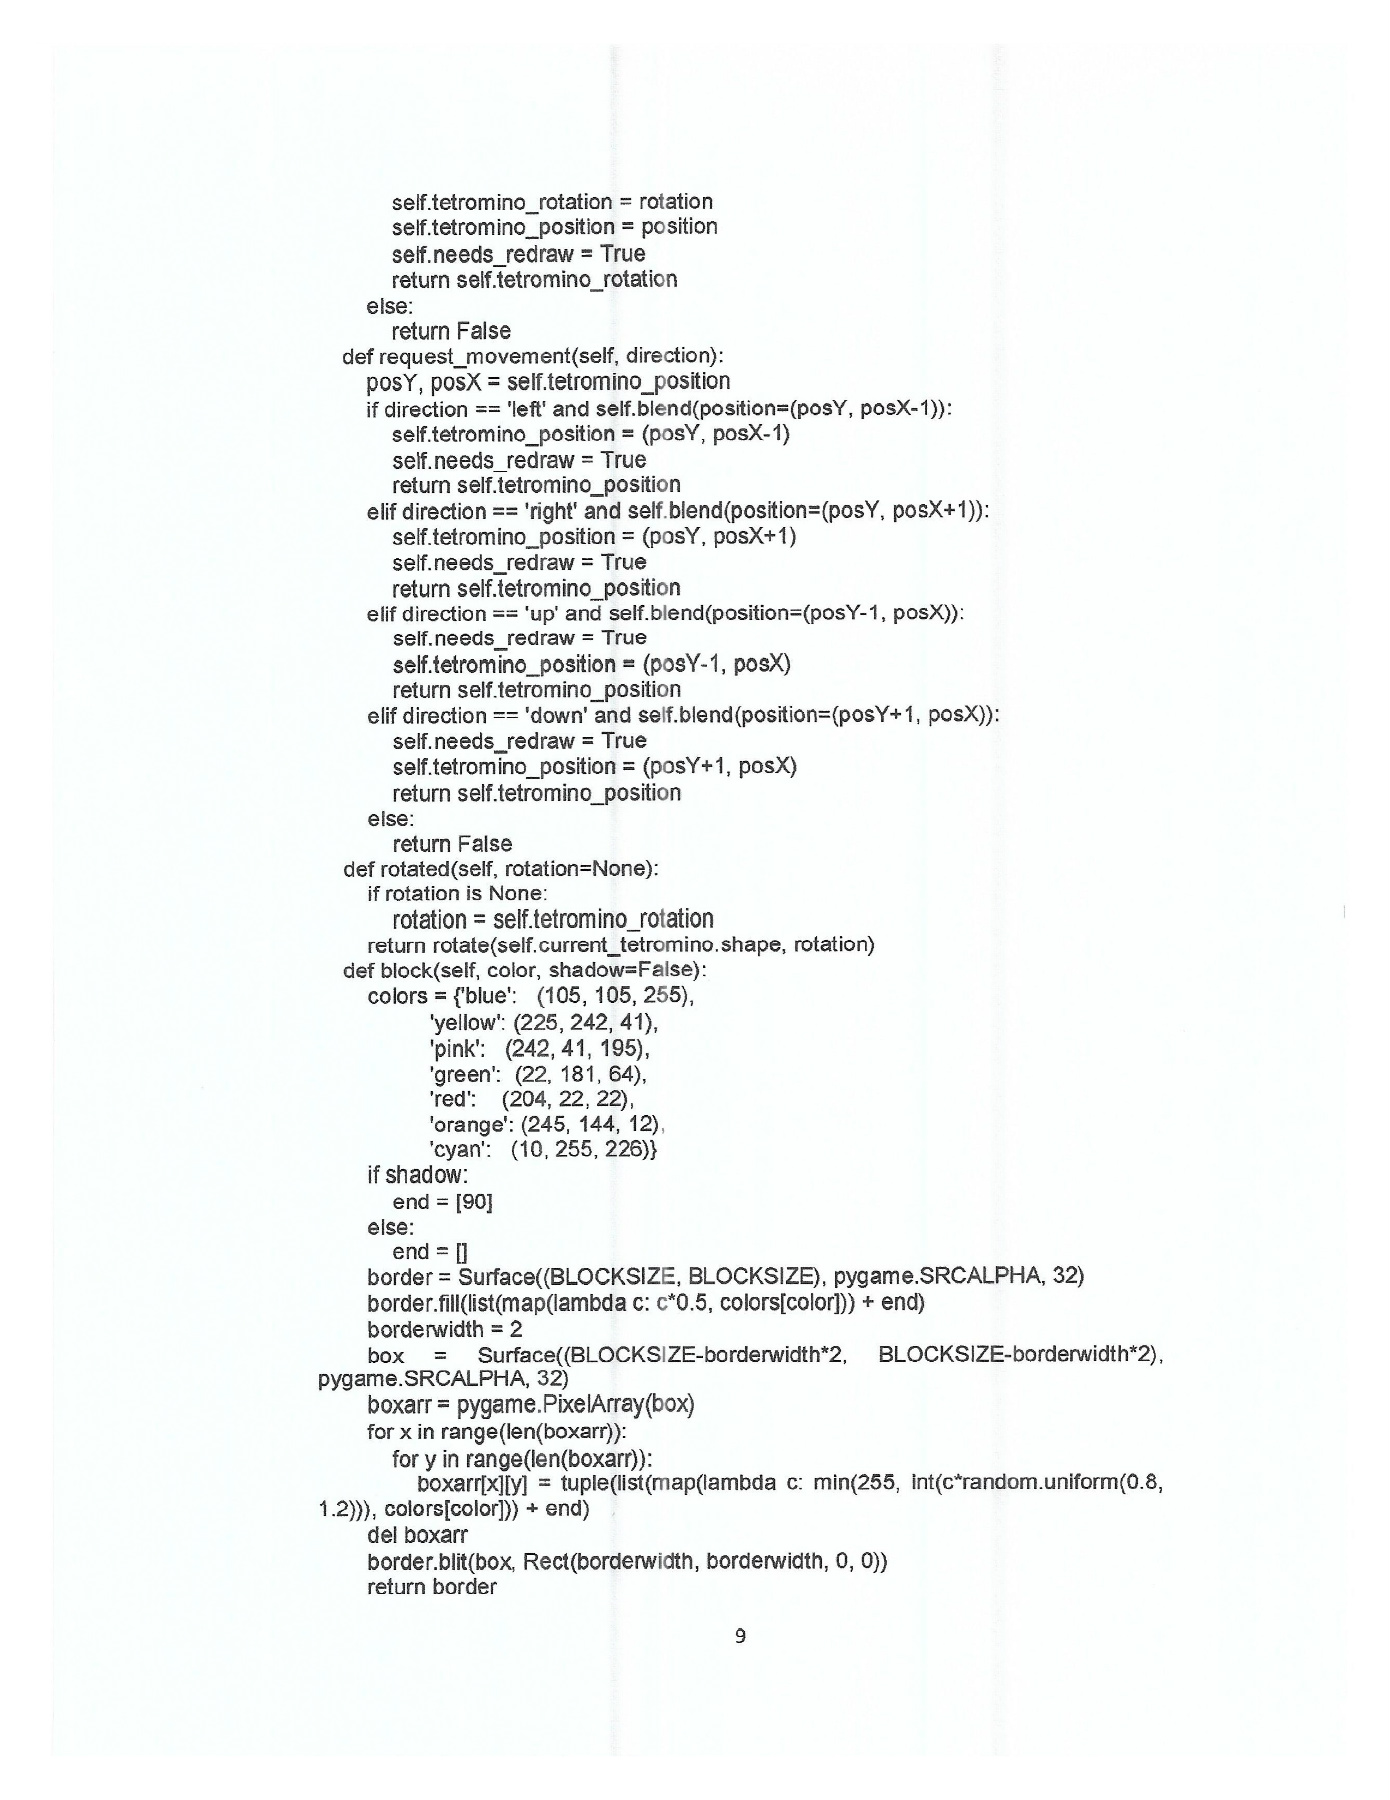 self.tetromino_rotation = rotation
self.tetromino_position = position
self.needs_redraw = True
return self.tetromino_rotation
else:
return False
def request_movement(self, direction):
posY, posX = self.tetromino_position
if direction == 'left' and self.blend(position=(posY, posX-1)):
self.tetromino_position = (posY, posX-1)
self.needs_redraw = True
return self.tetromino_position
elif direction == 'right' and self.blend(position=(posY, posX+1)):
self.tetromino_position = (posY, posX+1)
self.needs_redraw = True
return self.tetromino_position
elif direction == 'up' and self.blend(position=(posY-1, posX)):
self.needs_redraw = True
self.tetromino_position = (posY-1, posX)
return self.tetromino_position
elif direction == 'down' and self.blend(position=(posY+1, posX)):
self.needs_redraw = True
self.tetromino_position = (posY+1, posX)
return self.tetromino_position
else:
return False
def rotated(self, rotation=None):
if rotation is None:
rotation = self.tetromino_rotation
return rotate(self.current_tetromino.shape, rotation)
def block(self, color, shadow=False):
colors = {'blue': (105, 105, 255),
'yellow': (225, 242, 41),
'pink': (242, 41, 195),
'green': (22, 181, 64),
'red': (204, 22, 22),
'orange': (245, 144, 12),
'cyan': (10, 255, 226)}
if shadow:
end = [90]
else:
end = []
border = Surface((BLOCKSIZE, BLOCKSIZE), pygame.SRCALPHA, 32)
border.fill(list(map(lambda c: c*0.5, colors[color])) + end)
borderwidth = 2
box = Surface((BLOCKSIZE-borderwidth*2, BLOCKSIZE-borderwidth*2),
pygame.SRCALPHA, 32)
boxarr = pygame.PixelArray(box)
for x in range(len(boxarr)):
for y in range(len(boxarr)):
boxarr[x][y] = tuple(list(map(lambda c: min(255, int(c*random.uniform(0.8,
1.2))), colors[color])) + end)
del boxarr
border.blit(box, Rect(borderwidth, borderwidth, 0, 0))
return border
9